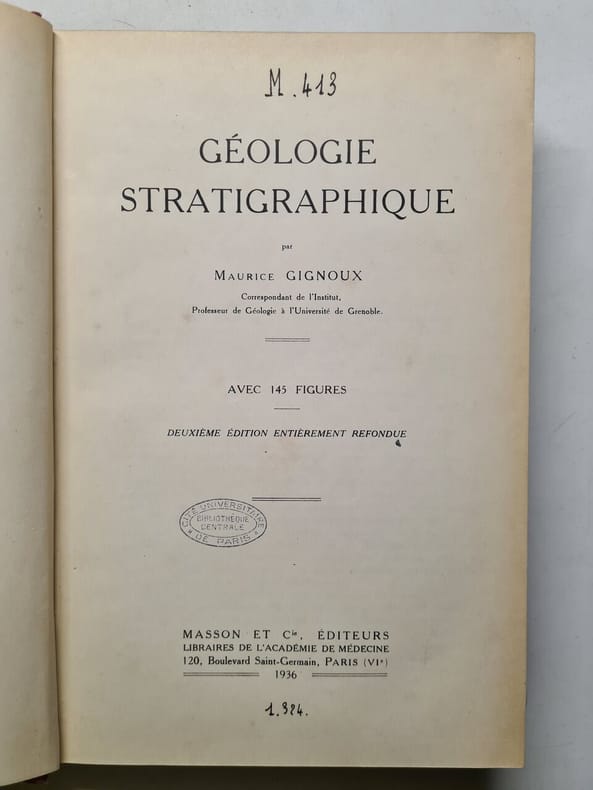 M. 413
GÉOLOGIE
STRATIGRAPHIQUE
par
MAURICE GIGNOUX
Correspondant de l'Institut,
Professeur de Géologie à l'Université de Grenoble.
AVEC 145 FIGURES
DEUXIÈME ÉDITION ENTIÈREMENT REFONDUE
CITÉ UNIVERSITAIRE
BIBLIOTHEQUE
CENTRALE
* DE PARIS *
MASSON ET Cie, ÉDITEURS
LIBRAIRES DE L'ACADÉMIE DE MÉDECINE
120, Boulevard Saint-Germain, PARIS (VIe)
1936
1.324.